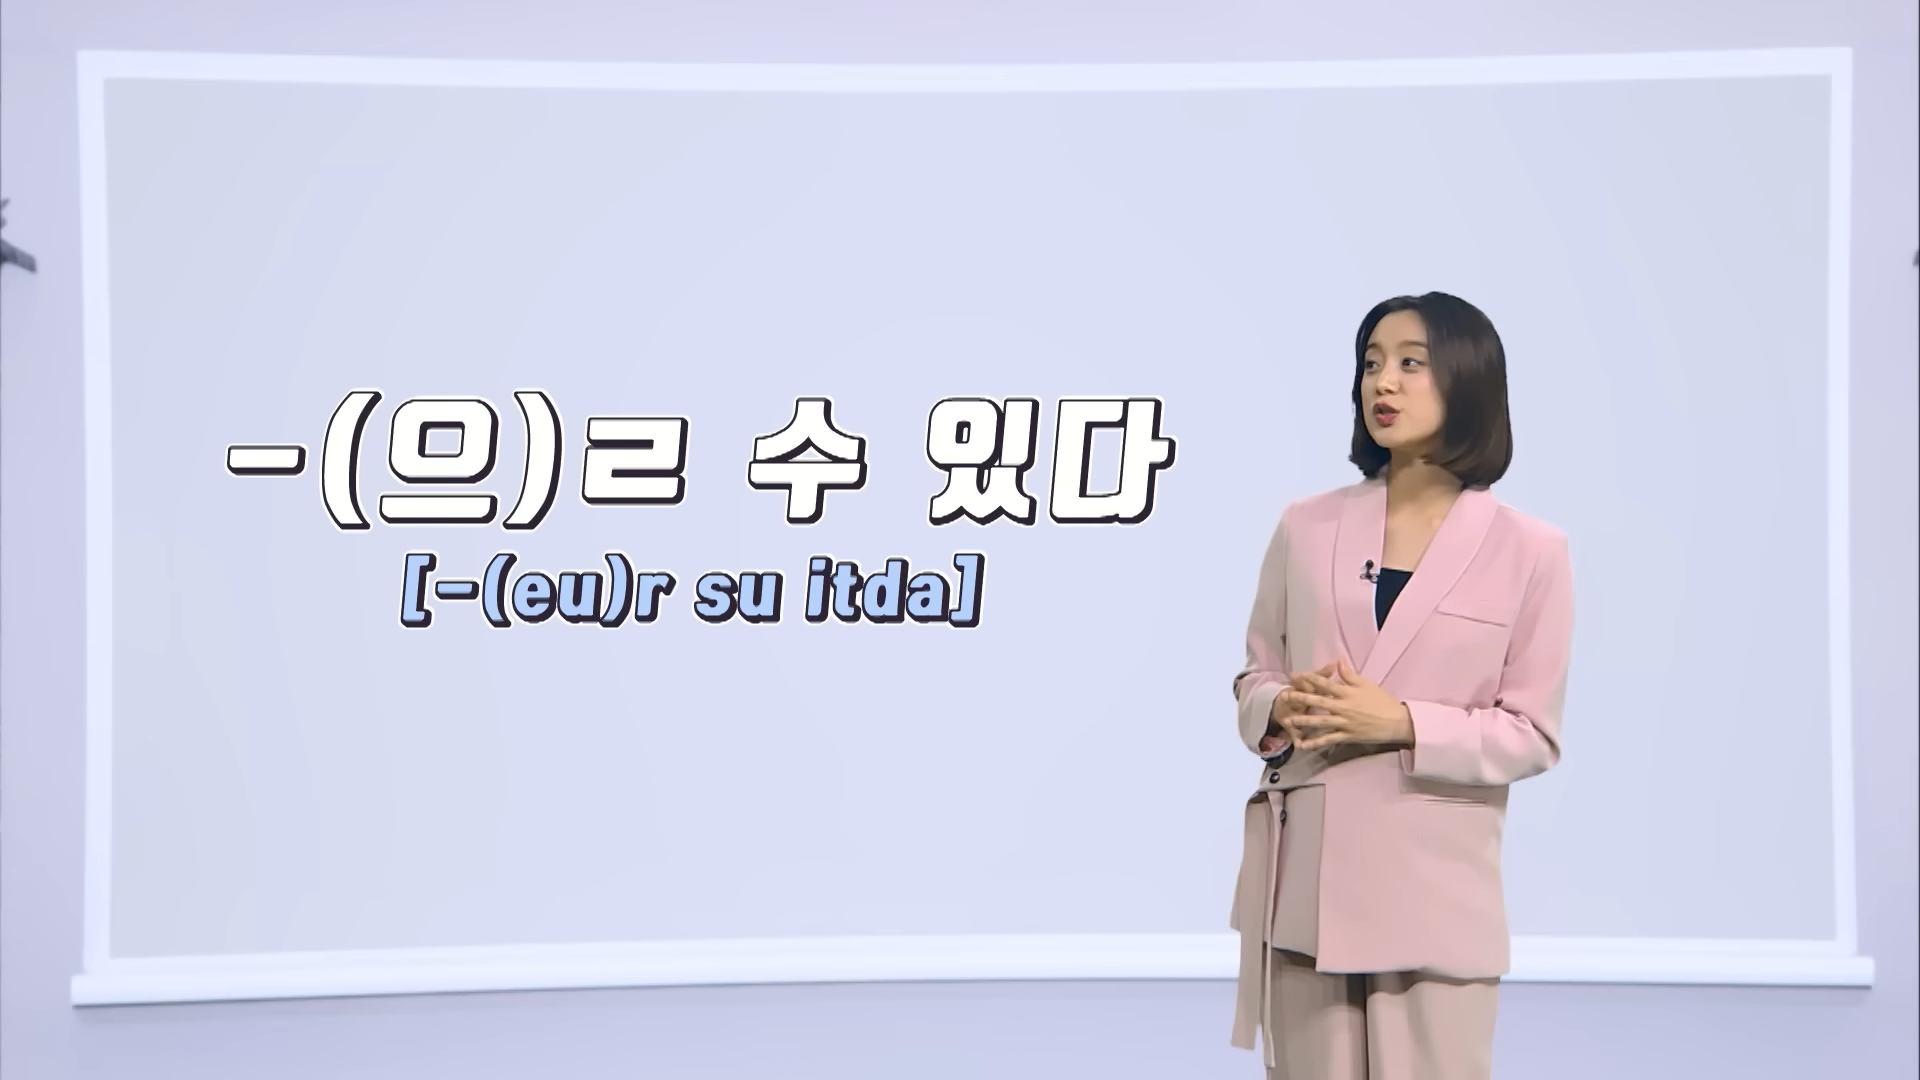 -(으)ㄹ 수 있다
[-(eu)r su itda]